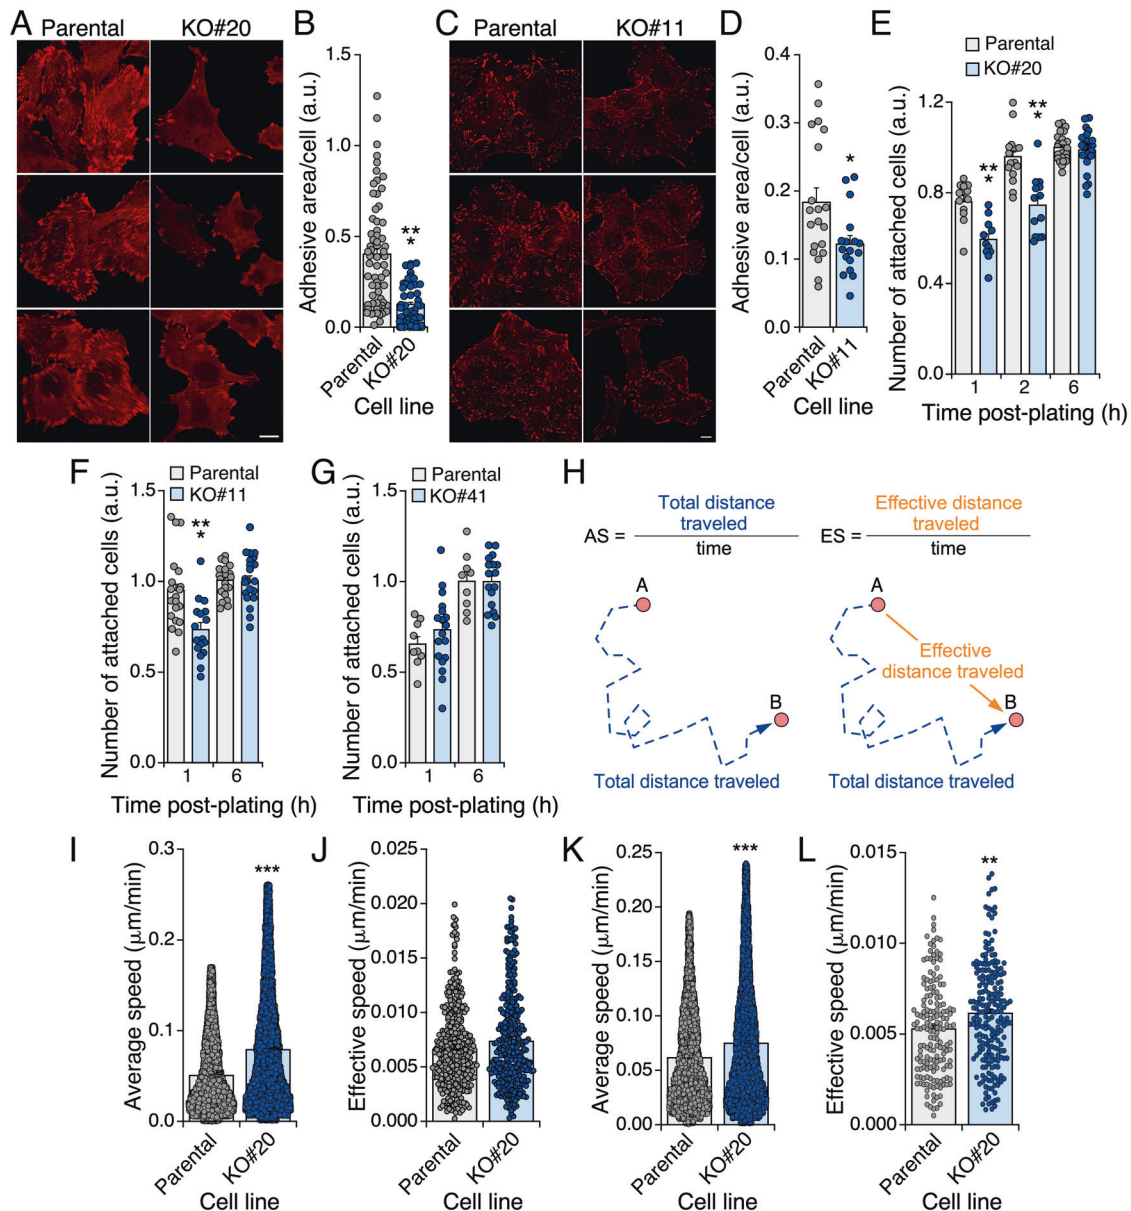 A
Parental
KO#20
B
Adhesive area/cell (a.u.)
1.5
1.0
0.5
0.0
**
*
Parental
KO#20
Cell line
C
Parental
KO#11
D
Adhesive area/cell (a.u.)
0.4
0.3
0.2
0.1
0.0
*
Parental
KO#11
Cell line
E
Parental
KO#20
Number of attached cells (a.u.)
1.2
0.8
0.4
0.0
**
*
**
*
1
2
6
Time post-plating (h)
F
Parental
KO#11
Number of attached cells (a.u.)
1.5
1.0
0.5
0.0
**
*
1
6
Time post-plating (h)
G
Parental
KO#41
Number of attached cells (a.u.)
1.5
1.0
0.5
0.0
1
6
Time post-plating (h)
H
AS =
Total distance
traveled
time
A
B
Total distance traveled
ES =
Effective distance
traveled
time
A
Effective
distance traveled
B
Total distance traveled
I
Average speed (μm/min)
0.3
0.2
0.1
0.0
***
Parental
KO#20
Cell line
J
Effective speed (μm/min)
0.025
0.020
0.015
0.010
0.005
0.000
Parental
KO#20
Cell line
K
Average speed (μm/min)
0.25
0.20
0.15
0.10
0.05
0.00
***
Parental
KO#20
Cell line
L
Effective speed (μm/min)
0.015
0.010
0.005
0.000
**
Parental
KO#20
Cell line